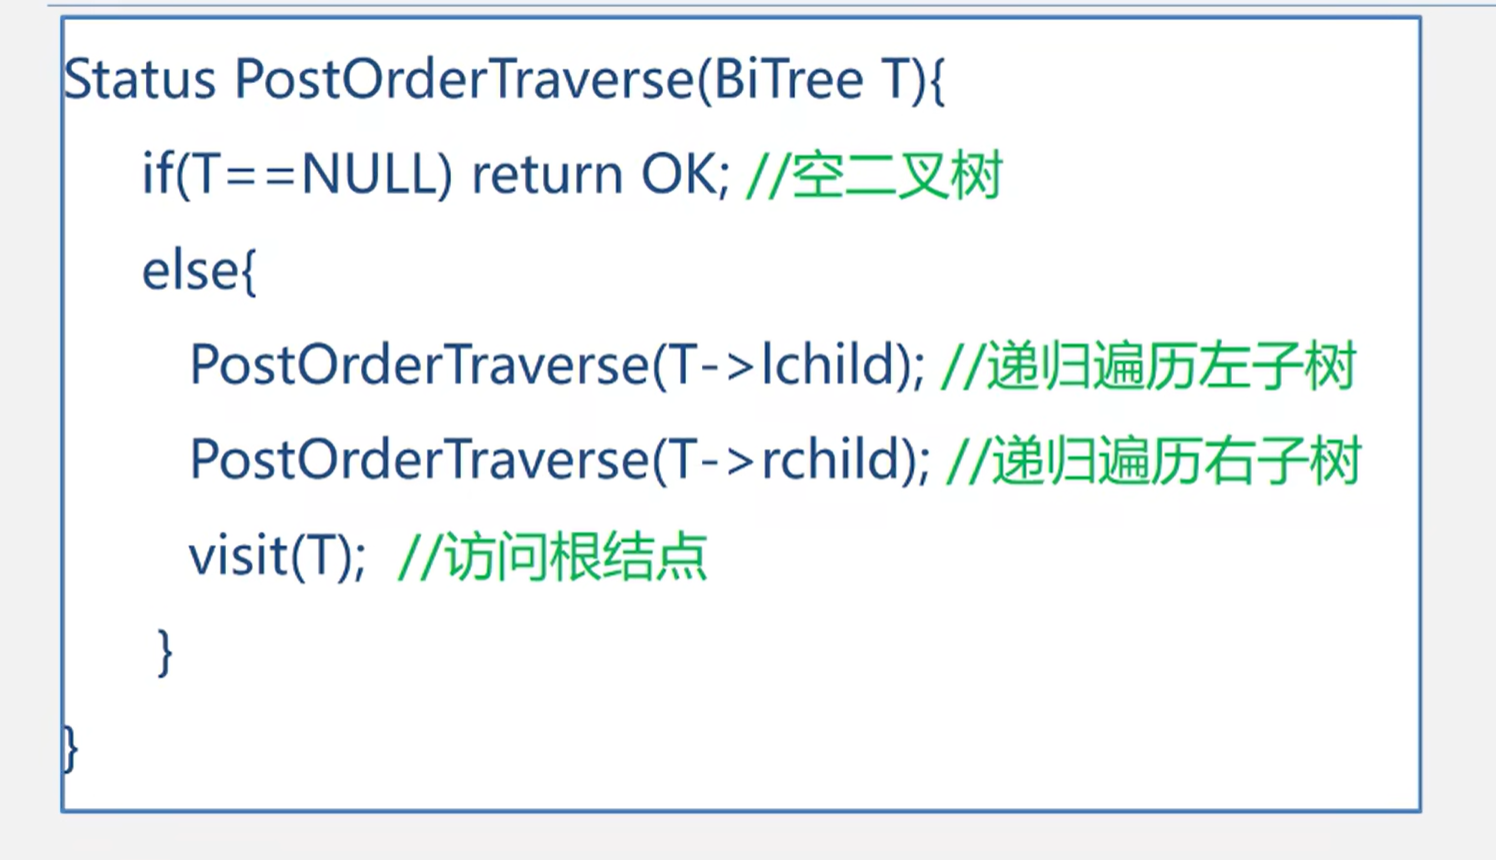 Status PostOrderTraverse(BiTree T){
if(T==NULL) return OK; //空二叉树
else{
PostOrderTraverse(T->lchild); //递归遍历左子树
PostOrderTraverse(T->rchild); //递归遍历右子树
visit(T); //访问根结点
}
}